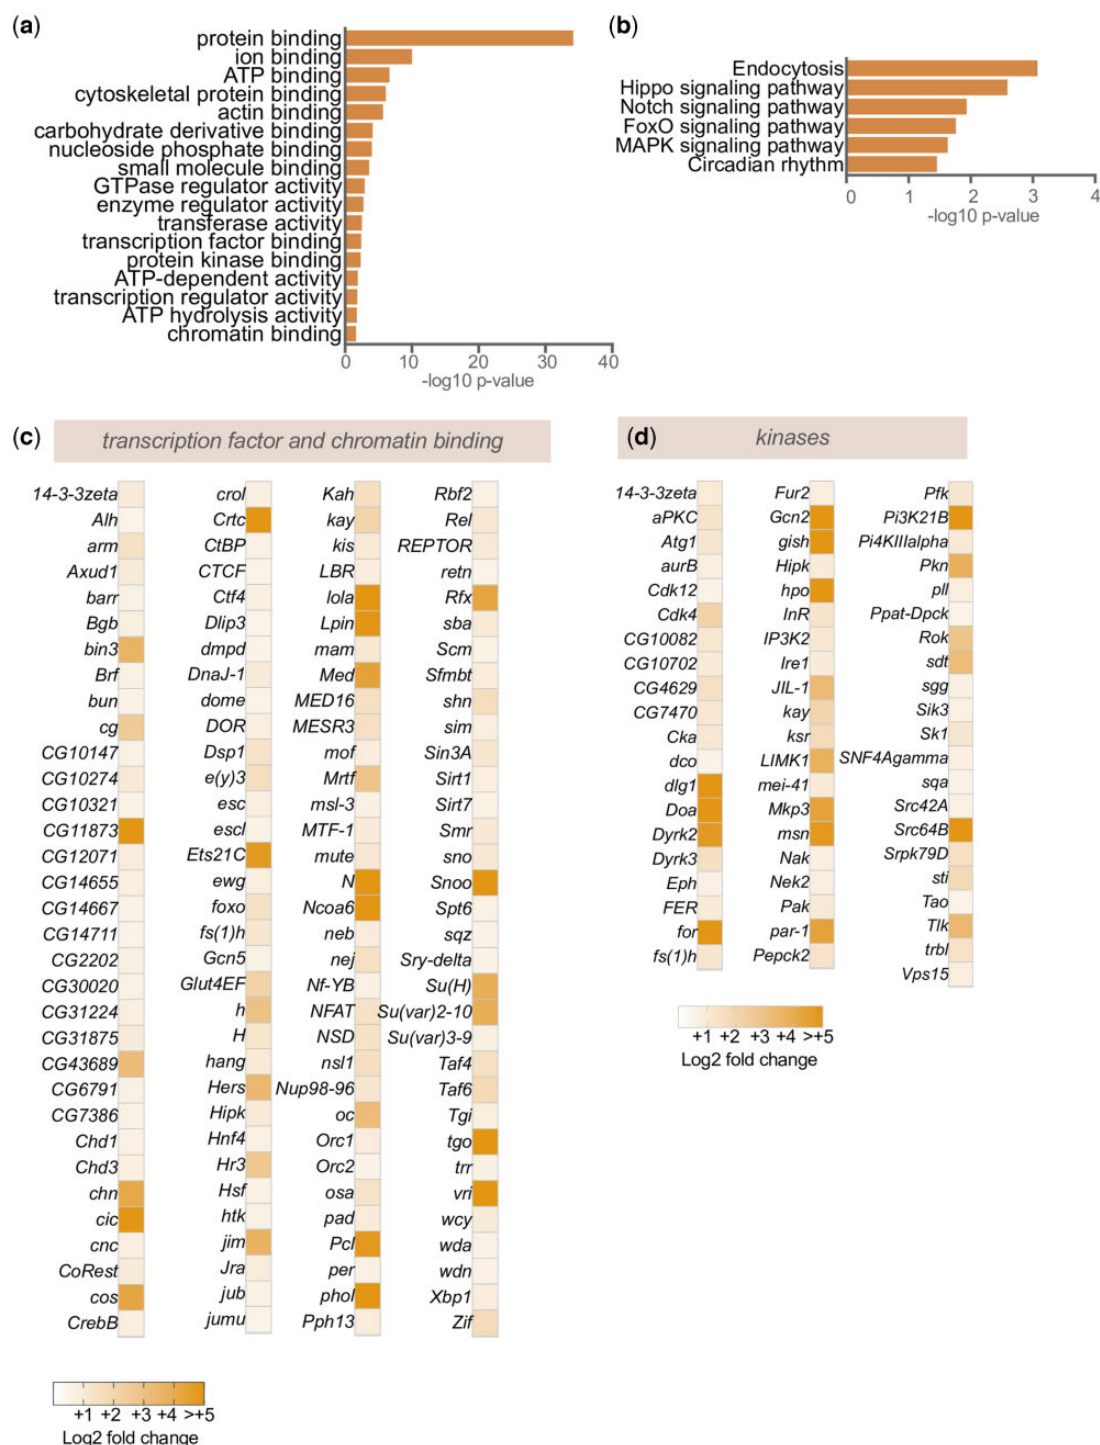 (a)
protein binding
ion binding
ATP binding
cytoskeletal protein binding
actin binding
carbohydrate derivative binding
nucleoside phosphate binding
small molecule binding
GTPase regulator activity
enzyme regulator activity
transferase activity
transcription factor binding
protein kinase binding
ATP-dependent activity
transcription regulator activity
ATP hydrolysis activity
chromatin binding
0 10 20 30 40
-log10 p-value
(b)
Endocytosis
Hippo signaling pathway
Notch signaling pathway
FoxO signaling pathway
MAPK signaling pathway
Circadian rhythm
0 1 2 3 4
-log10 p-value
(c)
transcription factor and chromatin binding
14-3-3zeta
Alh
arm
Axud1
barr
Bgb
bin3
Brf
bun
cg
CG10147
CG10274
CG10321
CG11873
CG12071
CG14655
CG14667
CG14711
CG2202
CG30020
CG31224
CG31875
CG43689
CG6791
CG7386
Chd1
Chd3
chn
cic
cnc
CoRest
cos
CrebB
crol
Crtc
CtBP
CTCF
Ctf4
Dlip3
dmpd
DnaJ-1
dome
DOR
Dsp1
e(y)3
esc
escl
Ets21C
ewg
foxo
fs(1)h
Gcn5
Glut4EF
h
H
hang
Hers
Hipk
Hnf4
Hr3
Hsf
htk
jim
Jra
jub
jumu
Kah
kay
kis
LBR
lola
Lpin
mam
Med
MED16
MESR3
mof
Mrtf
msl-3
MTF-1
mute
N
Ncoa6
neb
nej
Nf-YB
NFAT
NSD
nsl1
Nup98-96
oc
Orc1
Orc2
osa
pad
Pcl
per
phol
Pph13
Rbf2
Rel
REPTOR
retn
Rfx
sba
Scm
Sfmbt
shn
sim
Sin3A
Sirt1
Sirt7
Smr
sno
Snoo
Spt6
sqz
Sry-delta
Su(H)
Su(var)2-10
Su(var)3-9
Taf4
Taf6
Tgi
tgo
trr
vri
wcy
wda
wdn
Xbp1
Zif
+1 +2 +3 +4 >+5
Log2 fold change
(d)
kinases
14-3-3zeta
aPKC
Atg1
aurB
Cdk12
Cdk4
CG10082
CG10702
CG4629
CG7470
Cka
dco
dlg1
Doa
Dyrk2
Dyrk3
Eph
FER
for
fs(1)h
Fur2
Gcn2
gish
Hipk
hpo
InR
IP3K2
Ire1
JIL-1
kay
ksr
LIMK1
mei-41
Mkp3
msn
Nak
Nek2
Pak
par-1
Pepck2
Pfk
Pi3K21B
Pi4KIIIalpha
Pkn
pll
Ppat-Dpck
Rok
sdt
sgg
Sik3
Sk1
SNF4Agamma
sqa
Src42A
Src64B
Srpk79D
sti
Tao
Tlk
trbl
Vps15
+1 +2 +3 +4 >+5
Log2 fold change